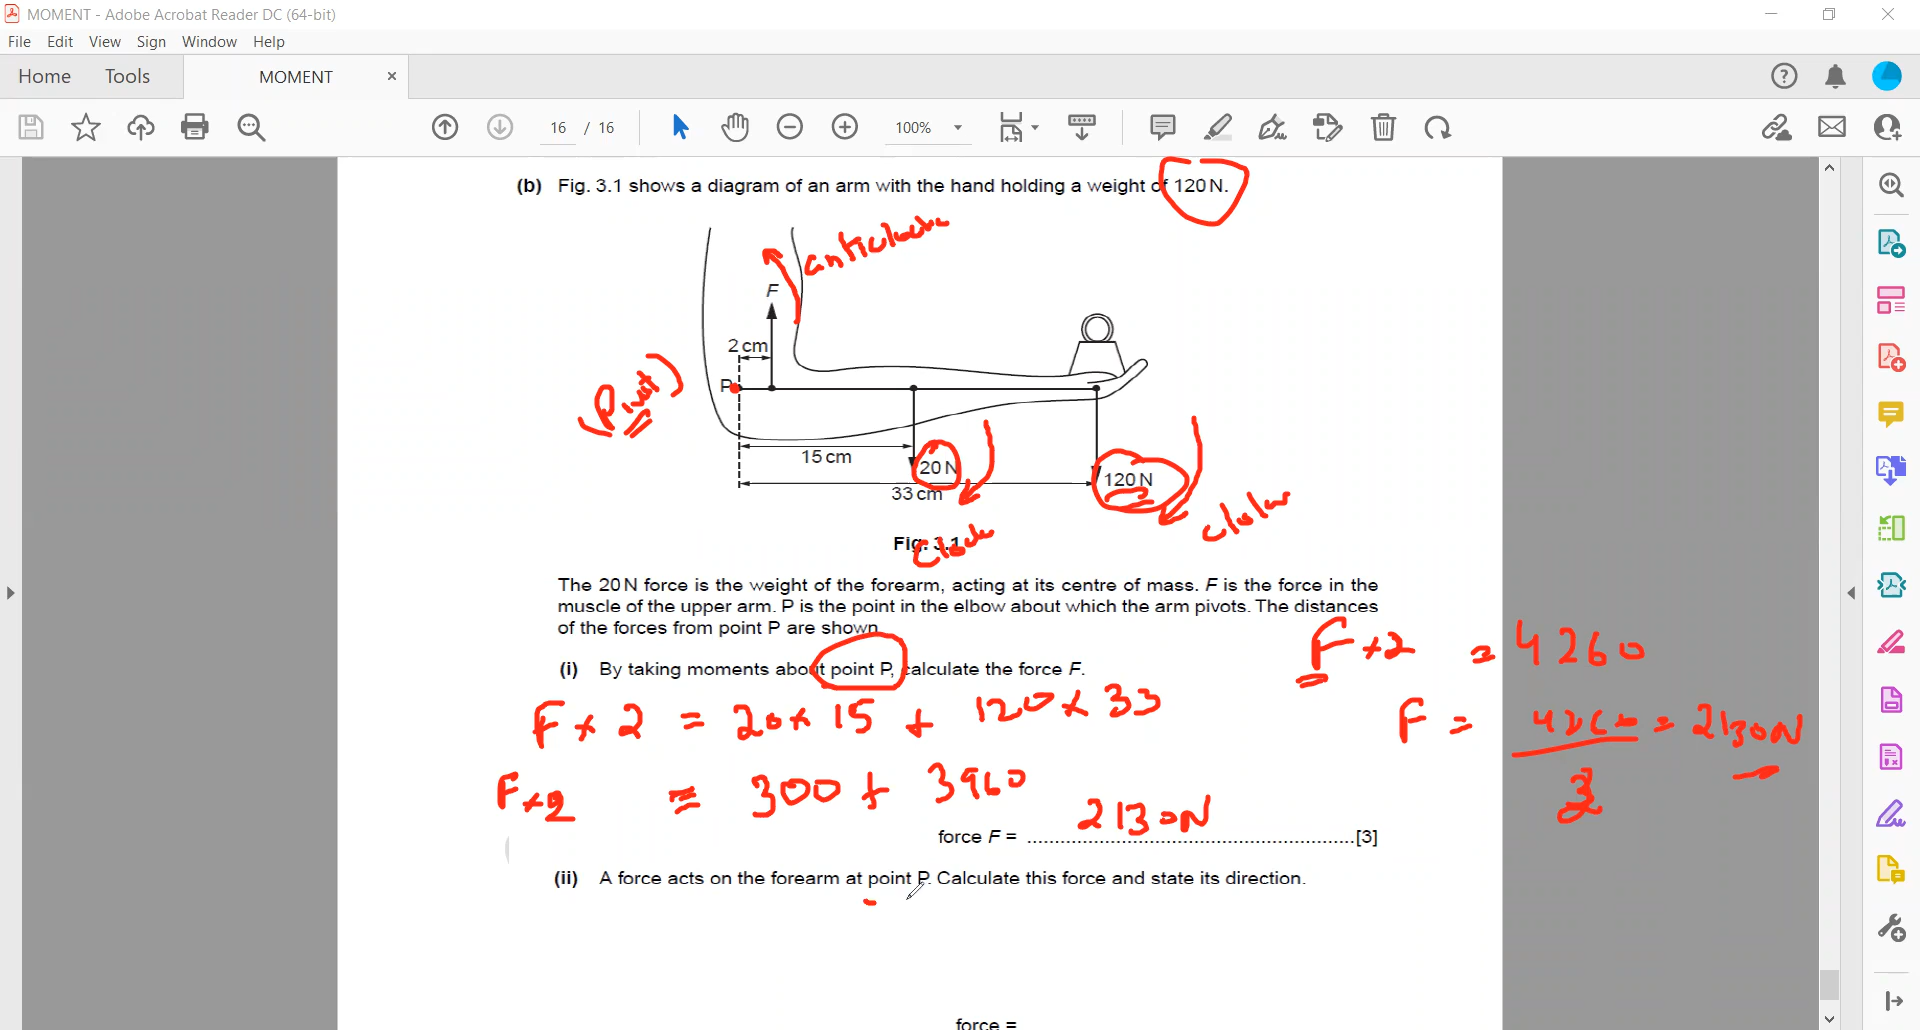 MOMENT - Adobe Acrobat Reader DC (64-bit)
File Edit View Sign Window Help
Home Tools MOMENT ×
16 / 16 100%
(b) Fig. 3.1 shows a diagram of an arm with the hand holding a weight of 120 N.
F
2 cm
P
(Pivot)
15 cm
20 N
120 N
33 cm
Fig. 3.1
The 20 N force is the weight of the forearm, acting at its centre of mass. F is the force in the
muscle of the upper arm. P is the point in the elbow about which the arm pivots. The distances
of the forces from point P are shown.
F × 2 = 4260
(i) By taking moments about point P, calculate the force F.
F × 2 = 20 × 15 + 120 × 33
F = 4260 = 2130N
2
F × 2 = 300 + 3960
2130N
force F = ............................................................ [3]
(ii) A force acts on the forearm at point P. Calculate this force and state its direction.
force =